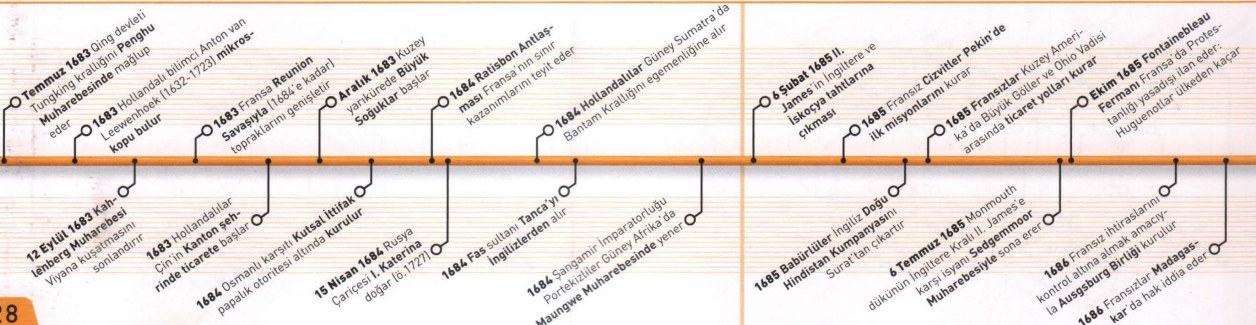 Temmuz 1683 Qing devleti
Tungking krallığını Penghu
Muharebesinde mağlup
eder
1683 Hollandalı bilimci Anton van
Leewenhoek (1632-1723) mikros-
kopu bulur
1683 Fransa Reunion
Savaşıyla (1684'e kadar)
topraklarını genişletir
Aralık 1683 Kuzey
yarıkürede Büyük
Soğuklar başlar
1684 Ratisbon Antlaş-
ması Fransa'nın sınır
kazanımlarını teyit eder
1684 Hollandalılar Güney Sumatra'da
Bantam Krallığını egemenliğine alır
6 Şubat 1685 II.
James'in İngiltere ve
İskoçya tahtlarına
çıkması
1685 Fransız Cizvitler Pekin'de
ilk misyonlarını kurar
1685 Fransızlar Kuzey Ameri-
ka'da Büyük Göller ve Ohio Vadisi
arasında ticaret yolları kurar
Ekim 1685 Fontainebleau
Fermanı Fransa'da Protes-
tanlığı yasadışı ilan eder:
Huguenotlar ülkeden kaçar
12 Eylül 1683 Kah-
lenberg Muharebesi
Viyana kuşatmasını
sonlandırır
1683 Hollandalılar
Çin'in Kanton şeh-
rinde ticarete başlar
1684 Osmanlı karşıtı Kutsal İttifak
papalık otoritesi altında kurulur
15 Nisan 1684 Rusya
Çariçesi I. Katerina
doğar (ö.1727)
1684 Fas sultanı Tanca'yı
İngilizlerden alır
1684 Şangamir İmparatorluğu
Portekizliler Güney Afrika'da
Maungwe Muharebesinde yener
1685 Babürlüler İngiliz Doğu
Hindistan Kumpanyasını
Surat'tan çıkartır
6 Temmuz 1685 Monmouth
dükünün İngiltere Kralı II. James'e
karşı isyanı Sedgemmoor
Muharebesiyle sona erer
1686 Fransız ihtiraslarını
kontrol altına almak amacıy-
la Ausgsburg Birliği kurulur
1686 Fransızlar Madagas-
kar'da hak iddia eder
28